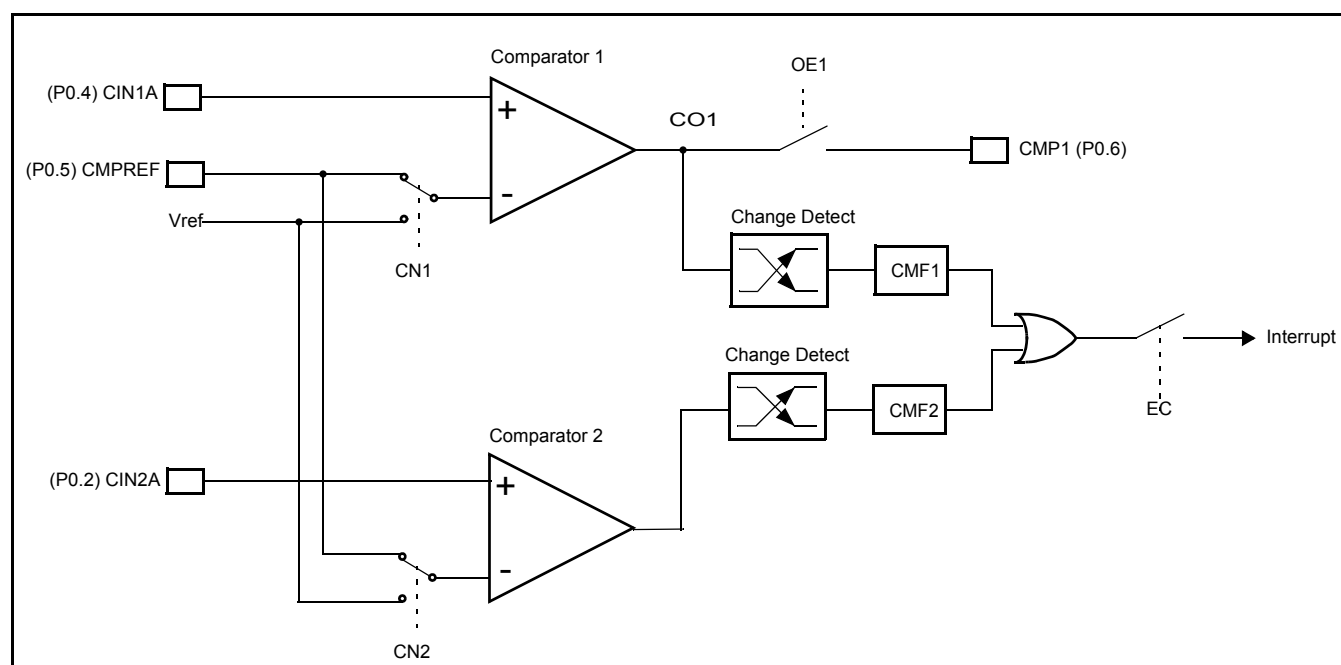 Comparator 1
OE1
(P0.4) CIN1A
+
CO1
(P0.5) CMPREF
CMP1 (P0.6)
-
Vref
Change Detect
CN1
CMF1
Interrupt
Change Detect
EC
CMF2
Comparator 2
(P0.2) CIN2A
+
-
CN2